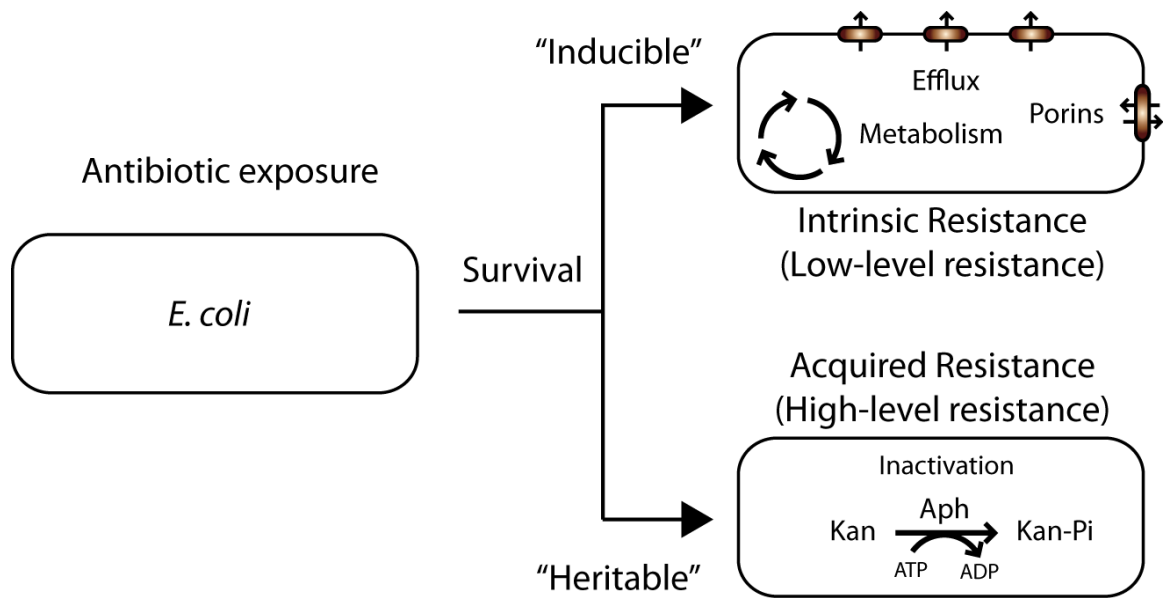 Antibiotic exposure
E. coli
Survival
“Inducible”
Efflux
Porins
Metabolism
Intrinsic Resistance
(Low-level resistance)
Acquired Resistance
(High-level resistance)
Inactivation
Aph
Kan
Kan-Pi
ATP
ADP
“Heritable”